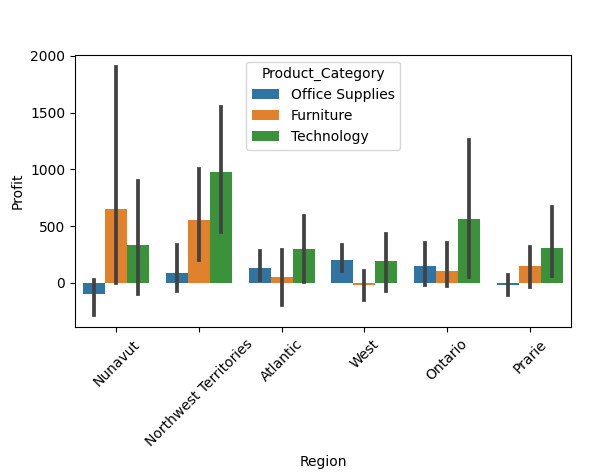 2000
1500
1000
500
0
Profit
Product_Category
Office Supplies
Furniture
Technology
Nunavut
Northwest Territories
Atlantic
West
Ontario
Prarie
Region